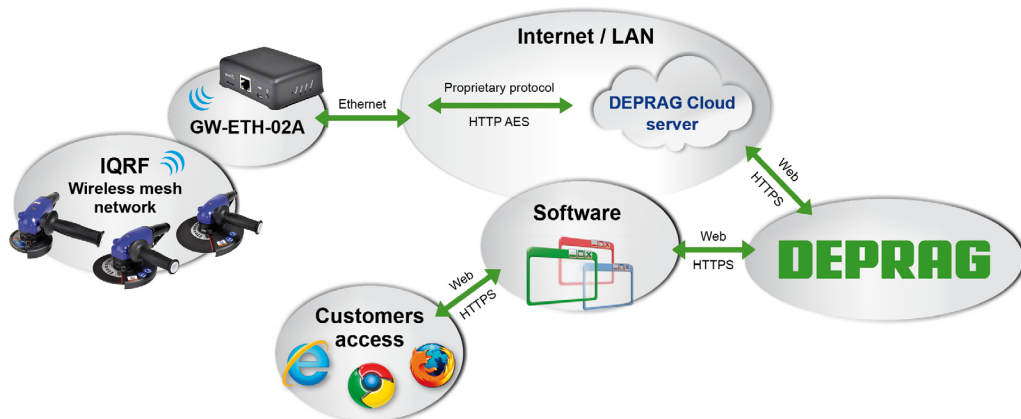 Internet / LAN
Proprietary protocol
HTTP AES
DEPRAG Cloud
server
Ethernet
GW-ETH-02A
IQRF
Wireless mesh
network
Web
HTTPS
Software
Web
HTTPS
DEPRAG
Web
HTTPS
Customers
access